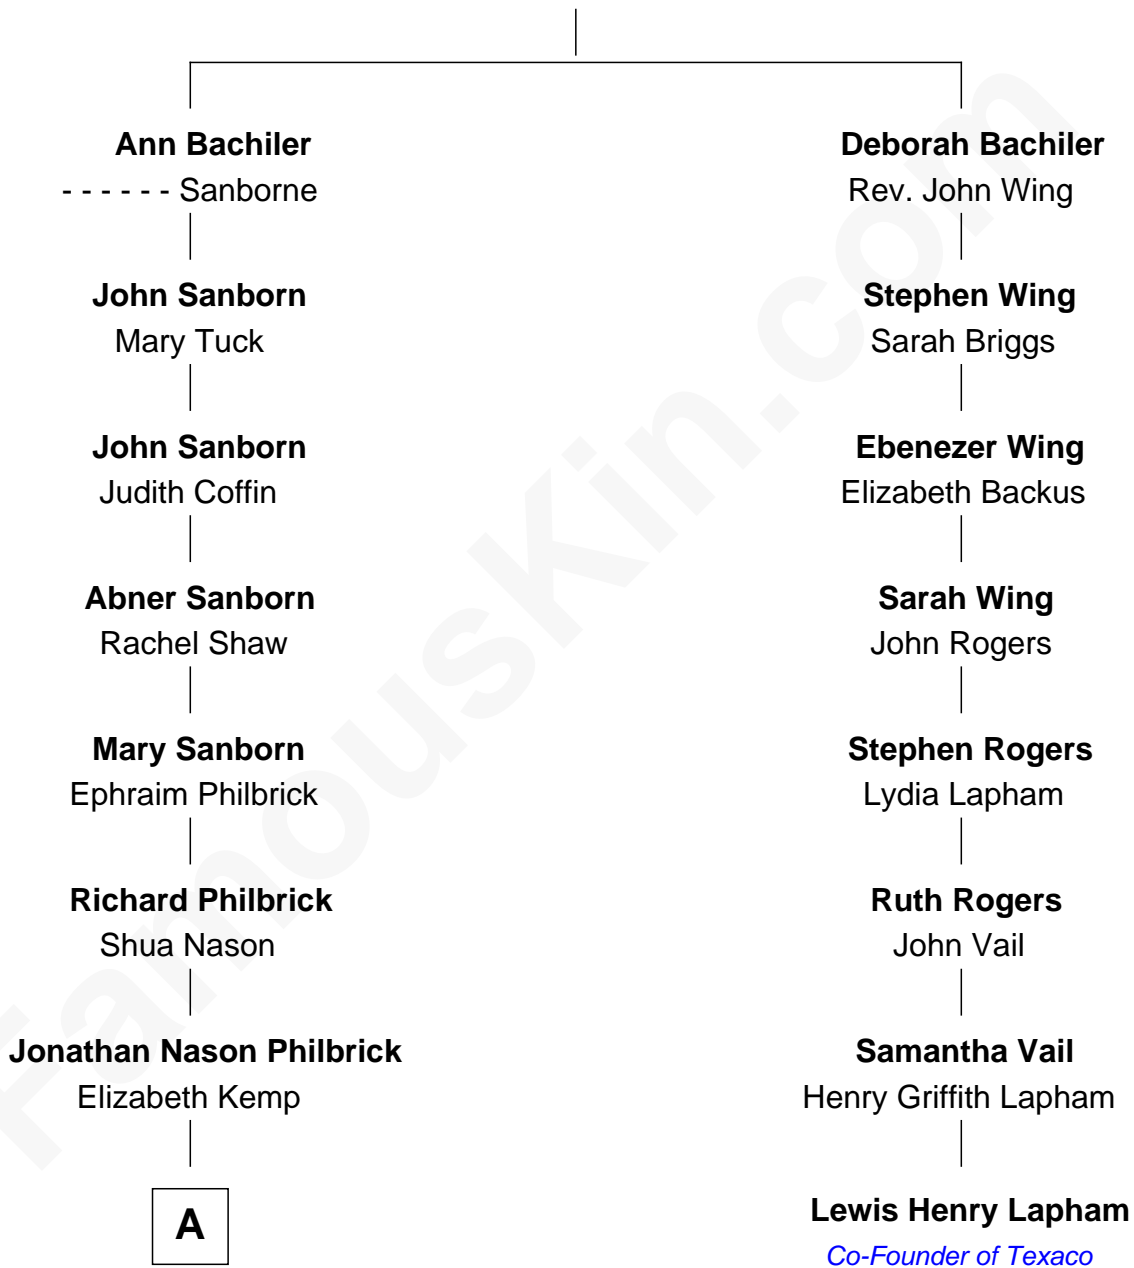 Ann Bachiler
- - - - - - Sanborne
John Sanborn
Mary Tuck
John Sanborn
Judith Coffin
Abner Sanborn
Rachel Shaw
Mary Sanborn
Ephraim Philbrick
Richard Philbrick
Shua Nason
Jonathan Nason Philbrick
Elizabeth Kemp
A
Deborah Bachiler
Rev. John Wing
Stephen Wing
Sarah Briggs
Ebenezer Wing
Elizabeth Backus
Sarah Wing
John Rogers
Stephen Rogers
Lydia Lapham
Ruth Rogers
John Vail
Samantha Vail
Henry Griffith Lapham
Lewis Henry Lapham
Co-Founder of Texaco
FamousKin.com